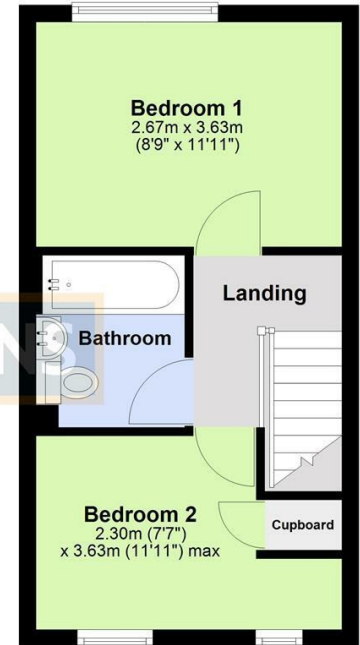 Bedroom 1
2.67m x 3.63m
(8'9" x 11'11")
Landing
NS
Bathroom
Bedroom 2
2.30m (7'7")
x 3.63m (11'11") max
Cupboard